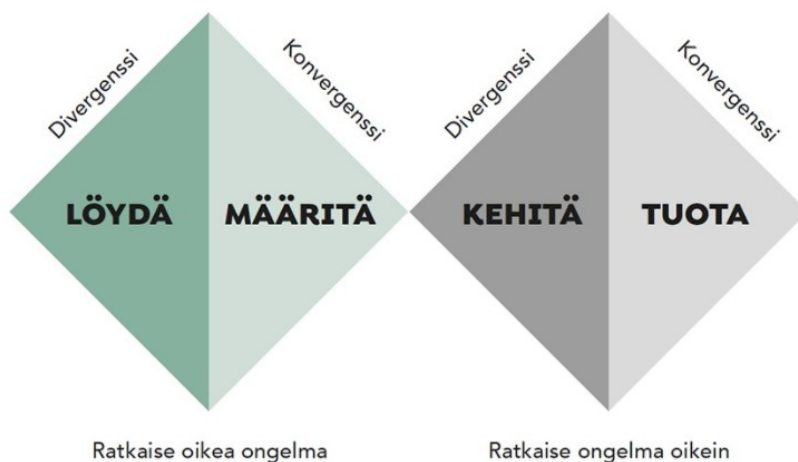 Divergenssi
Konvergenssi
Divergenssi
Konvergenssi
LÖYDÄ
MÄÄRITÄ
KEHITÄ
TUOTA
Ratkaise oikea ongelma
Ratkaise ongelma oikein